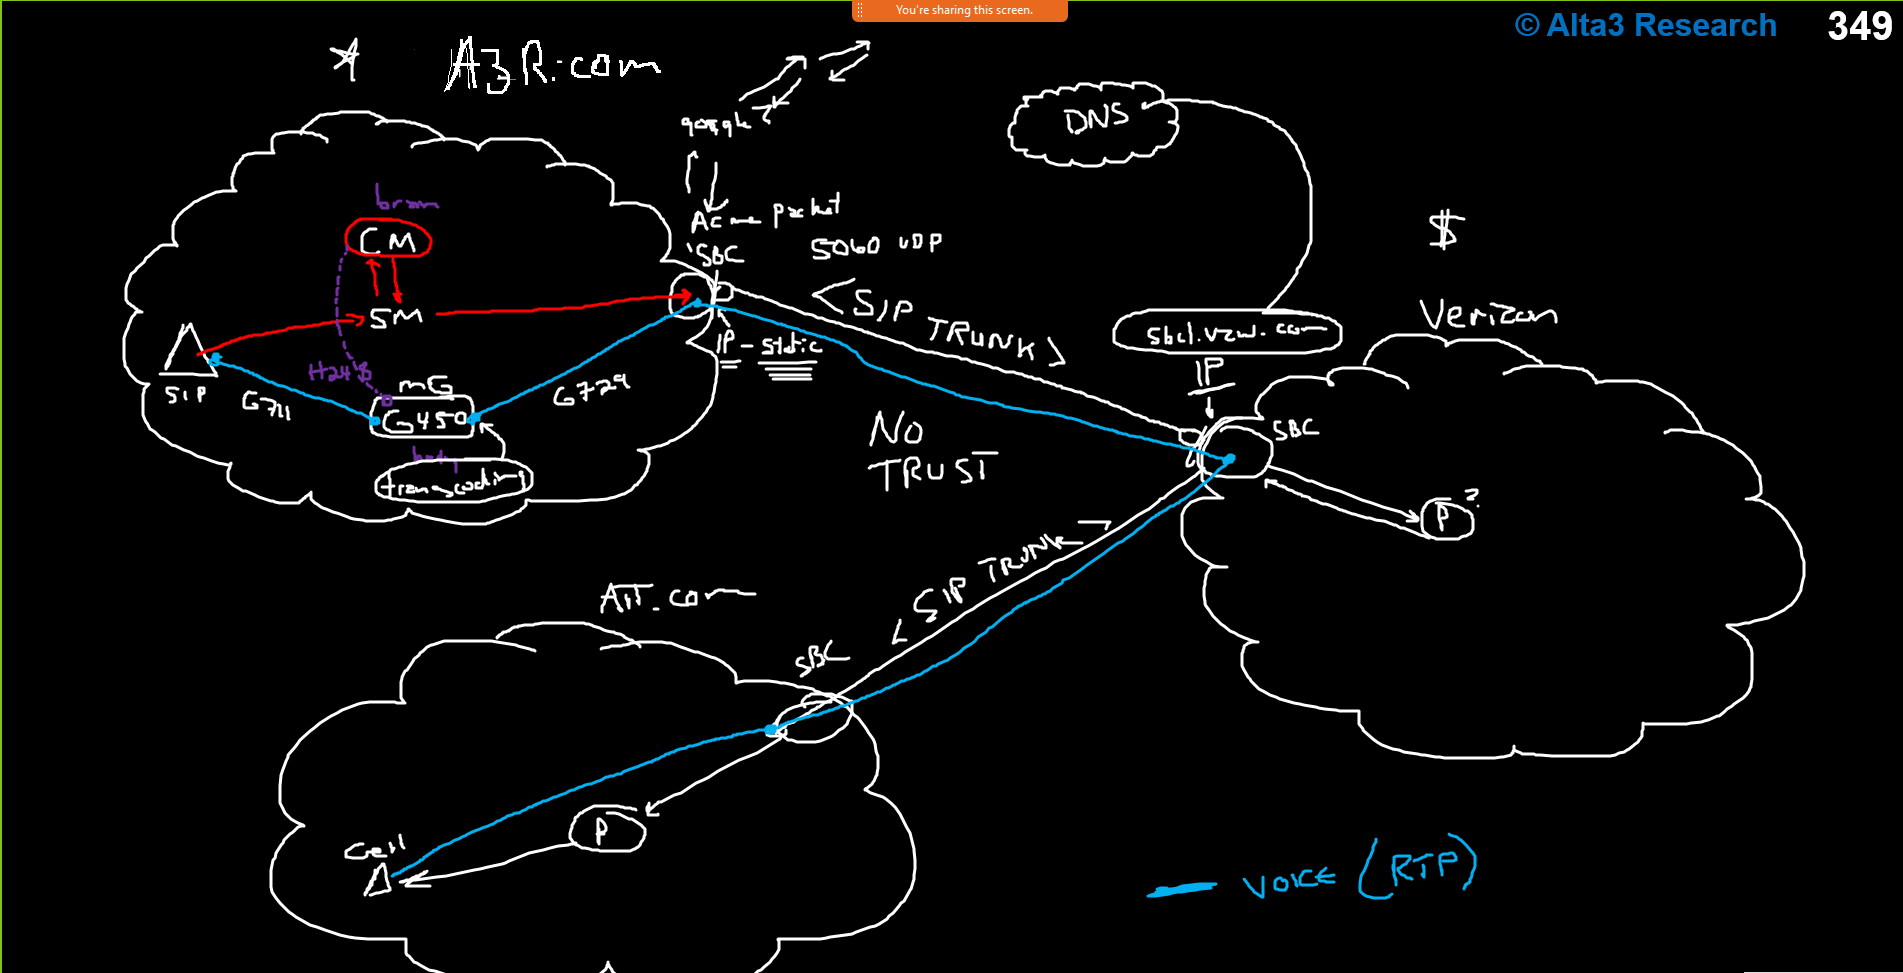 You're sharing this screen.
© Alta3 Research 349
A3R.com
google
DNS
brain
Acme Packet
5060 UDP
CM
SBC
$
SM
<SIP TRUNK>
Verizon
sbc1.vzw.com
IP - static
H248
MG
G729
IP
SIP
G711
G450
NO
TRUST
SBC
body
transcoding
P?
<SIP TRUNK>
ATT.com
SBC
P
Cell
VOICE (RTP)